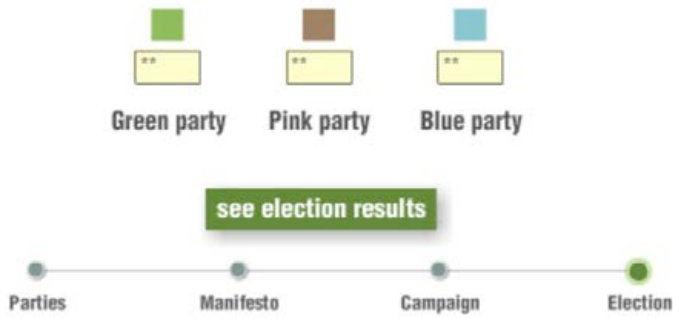 ** ** **
Green party Pink party Blue party
see election results
Parties Manifesto Campaign Election